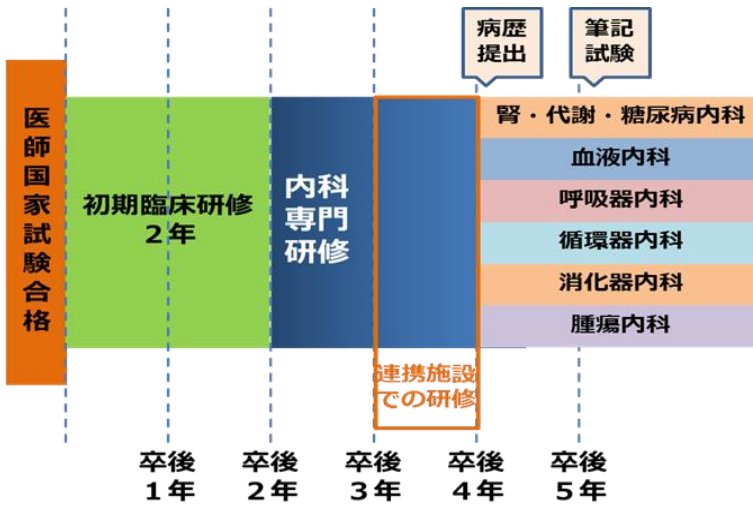 病歴
提出
筆記
試験
医師国家試験合格
初期臨床研修
２年
内科
専門
研修
腎・代謝・糖尿病内科
血液内科
呼吸器内科
循環器内科
消化器内科
腫瘍内科
連携施設
での研修
卒後
１年
卒後
２年
卒後
３年
卒後
４年
卒後
５年